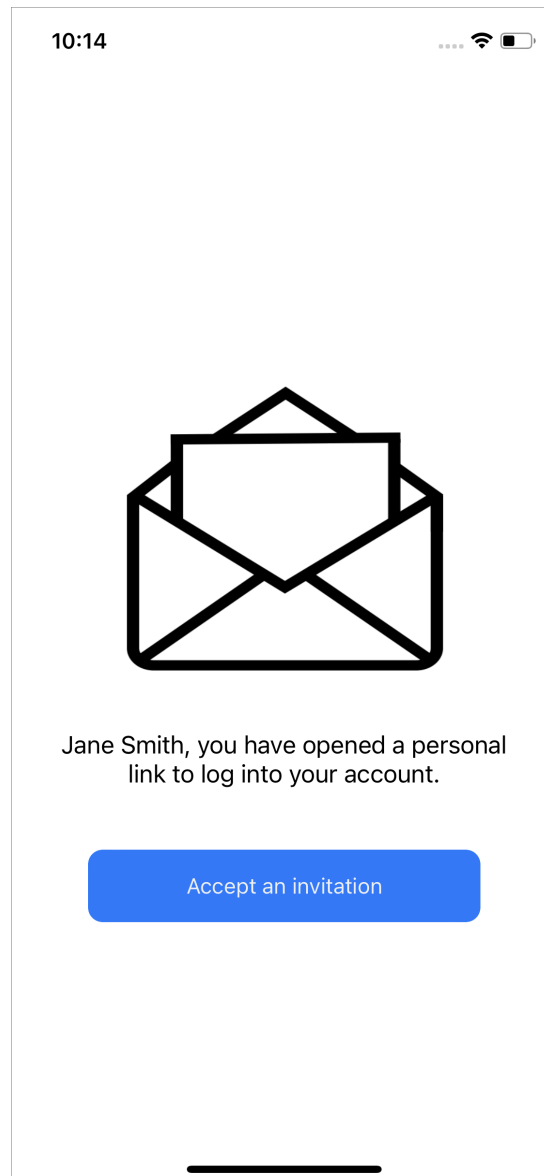 10:14
Jane Smith, you have opened a personal
link to log into your account.
Accept an invitation